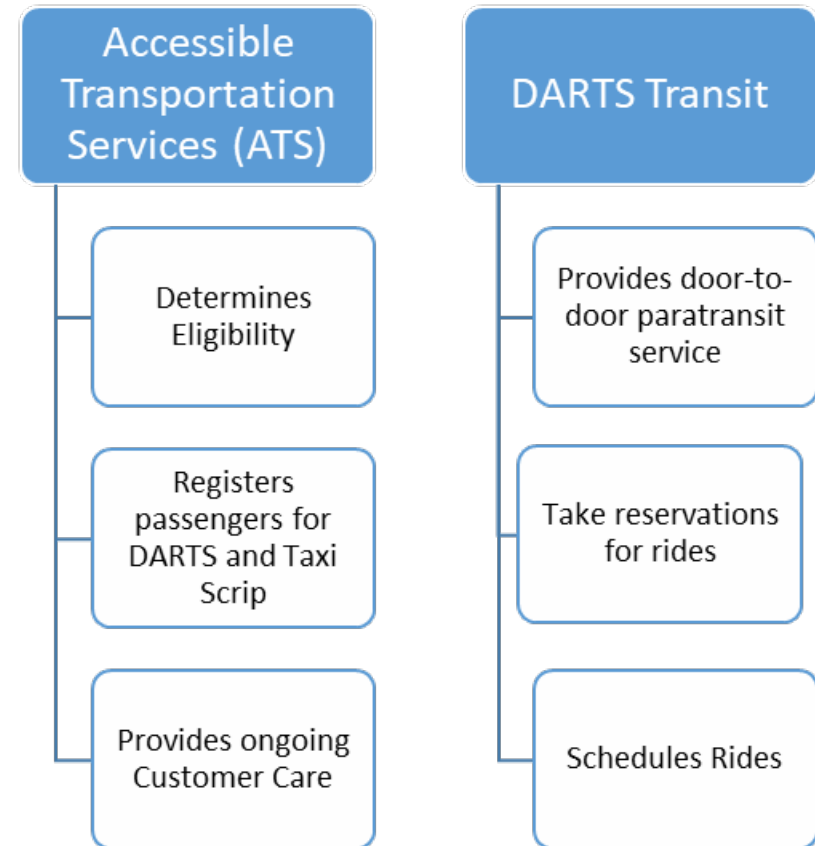 Accessible
Transportation
Services (ATS)
Determines
Eligibility
Registers
passengers for
DARTS and Taxi
Scrip
Provides ongoing
Customer Care
DARTS Transit
Provides door-to-
door paratransit
service
Take reservations
for rides
Schedules Rides